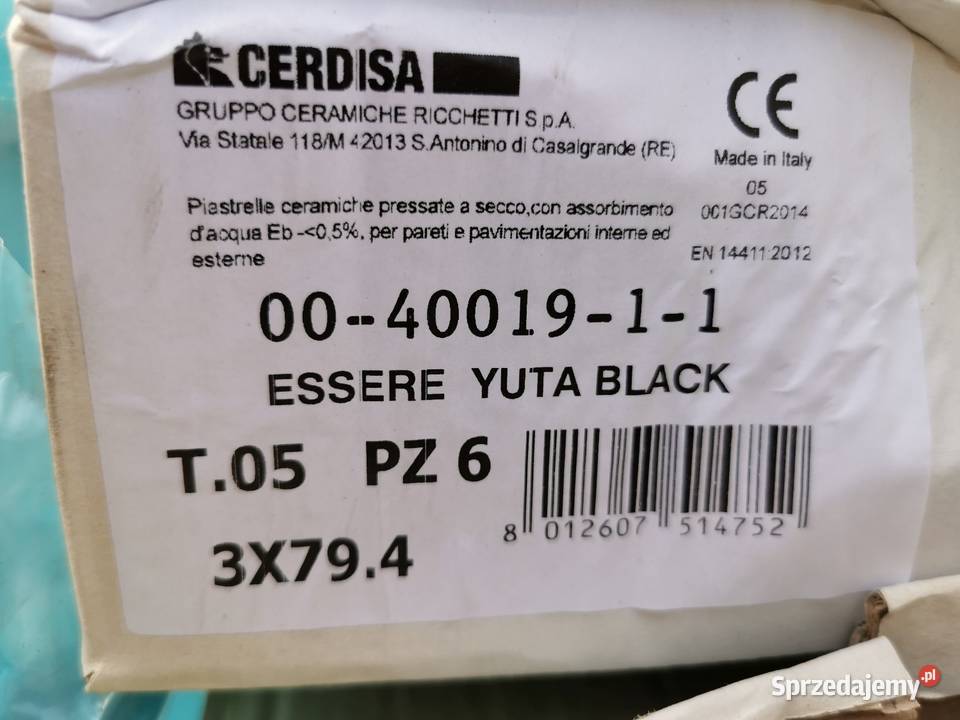 CERDISA
GRUPPO CERAMICHE RICCHETTI S.p.A.
Via Statale 118/M 42013 S.Antonino di Casalgrande (RE)
CE
Made in Italy
05
001GCR2014
EN 14411:2012
Piastrelle ceramiche pressate a secco,con assorbimento
d'acqua Eb -<0,5%, per pareti e pavimentazioni interne ed
esterne
00-40019-1-1
ESSERE YUTA BLACK
T.05 PZ 6
8 012607 514752
3X79.4
Sprzedajemy.pl